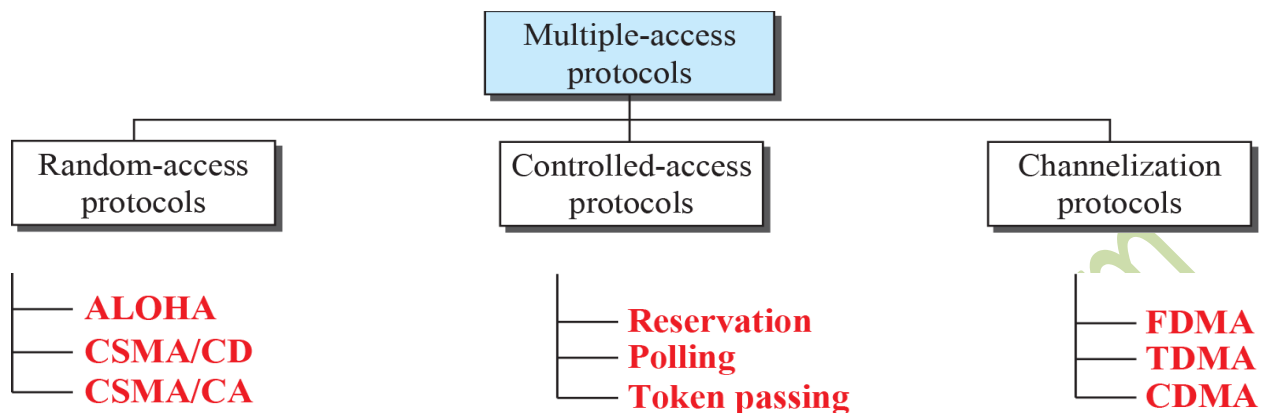 Multiple-access
protocols
Random-access
protocols
Controlled-access
protocols
Channelization
protocols
ALOHA
CSMA/CD
CSMA/CA
Reservation
Polling
Token passing
FDMA
TDMA
CDMA